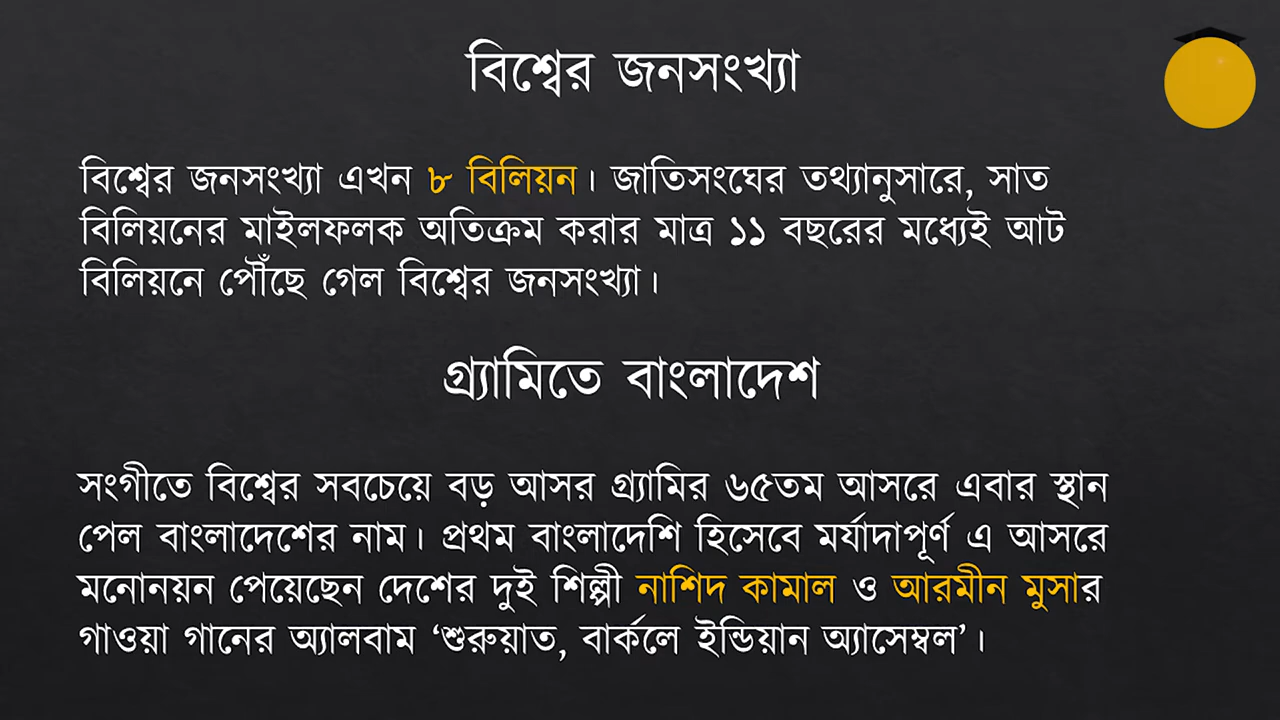 বিশ্বের জনসংখ্যা
বিশ্বের জনসংখ্যা এখন ৮ বিলিয়ন। জাতিসংঘের তথ্যানুসারে, সাত
বিলিয়নের মাইলফলক অতিক্রম করার মাত্র ১১ বছরের মধ্যেই আট
বিলিয়নে পৌঁছে গেল বিশ্বের জনসংখ্যা।
গ্র্যামিতে বাংলাদেশ
সংগীতে বিশ্বের সবচেয়ে বড় আসর গ্র্যামির ৬৫তম আসরে এবার স্থান
পেল বাংলাদেশের নাম। প্রথম বাংলাদেশি হিসেবে মর্যাদাপূর্ণ এ আসরে
মনোনয়ন পেয়েছেন দেশের দুই শিল্পী নাশিদ কামাল ও আরমীন মুসার
গাওয়া গানের অ্যালবাম ‘শুরুয়াত, বার্কলে ইন্ডিয়ান অ্যাসেম্বল’।